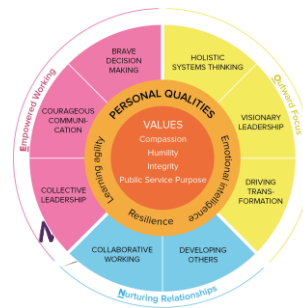 BRAVE
DECISION
MAKING
HOLISTIC
SYSTEMS THINKING
COURAGEOUS
COMMUNI-
CATION
VISIONARY
LEADERSHIP
COLLECTIVE
LEADERSHIP
DRIVING
TRANS-
FORMATION
COLLABORATIVE
WORKING
DEVELOPING
OTHERS
PERSONAL QUALITIES
Learning agility
Emotional intelligence
Resilience
VALUES
Compassion
Humility
Integrity
Public Service Purpose
Empowered Working
Outward Focus
Nurturing Relationships